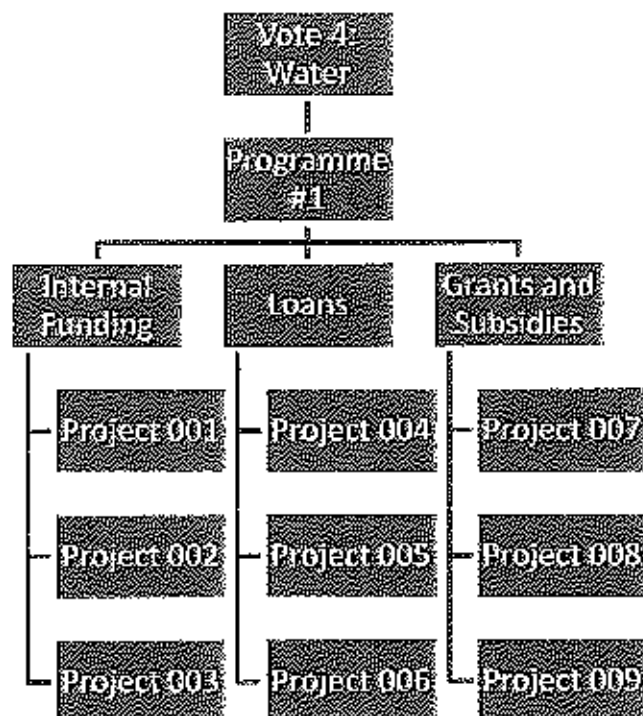 Vote 4:
Water
Programme
#1
Internal
Funding
Loans
Grants and
Subsidies
Project 001
Project 004
Project 007
Project 002
Project 005
Project 008
Project 003
Project 006
Project 009